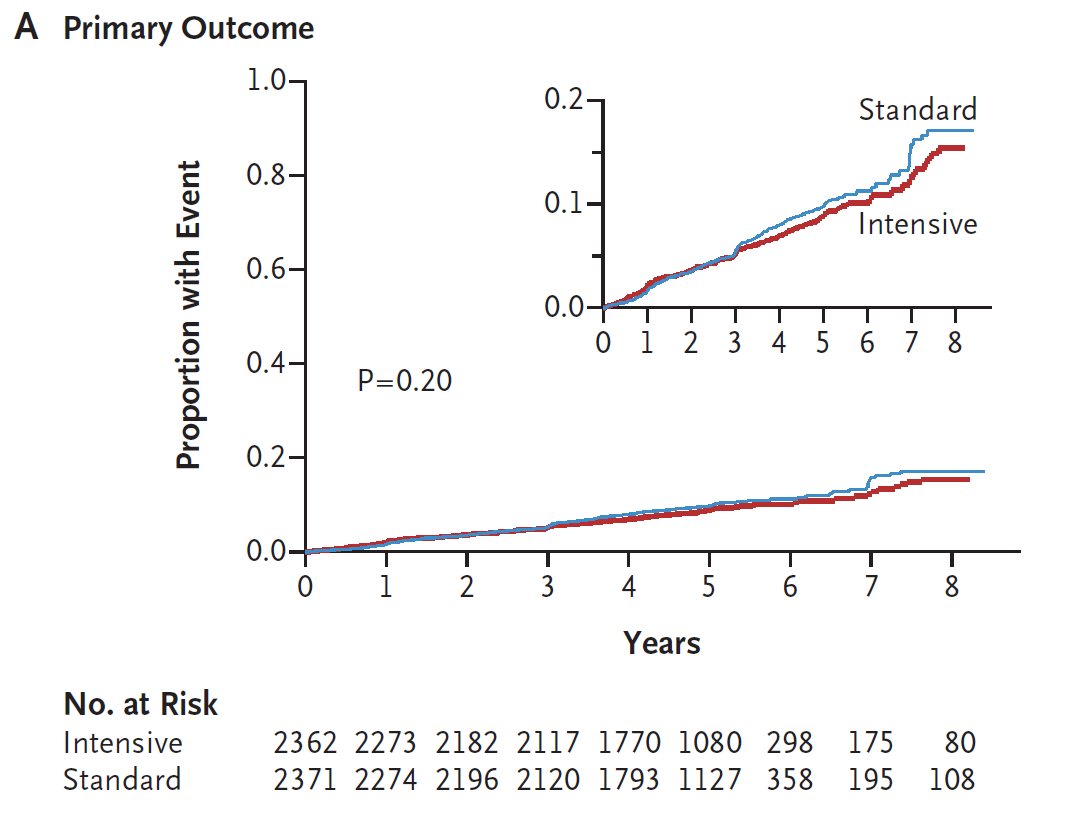 A Primary Outcome
Proportion with Event
1.0
0.8
0.6
0.4
0.2
0.0
P=0.20
0.2
0.1
0.0
Standard
Intensive
0 1 2 3 4 5 6 7 8
0 1 2 3 4 5 6 7 8
Years
No. at Risk
Intensive 2362 2273 2182 2117 1770 1080 298 175 80
Standard 2371 2274 2196 2120 1793 1127 358 195 108